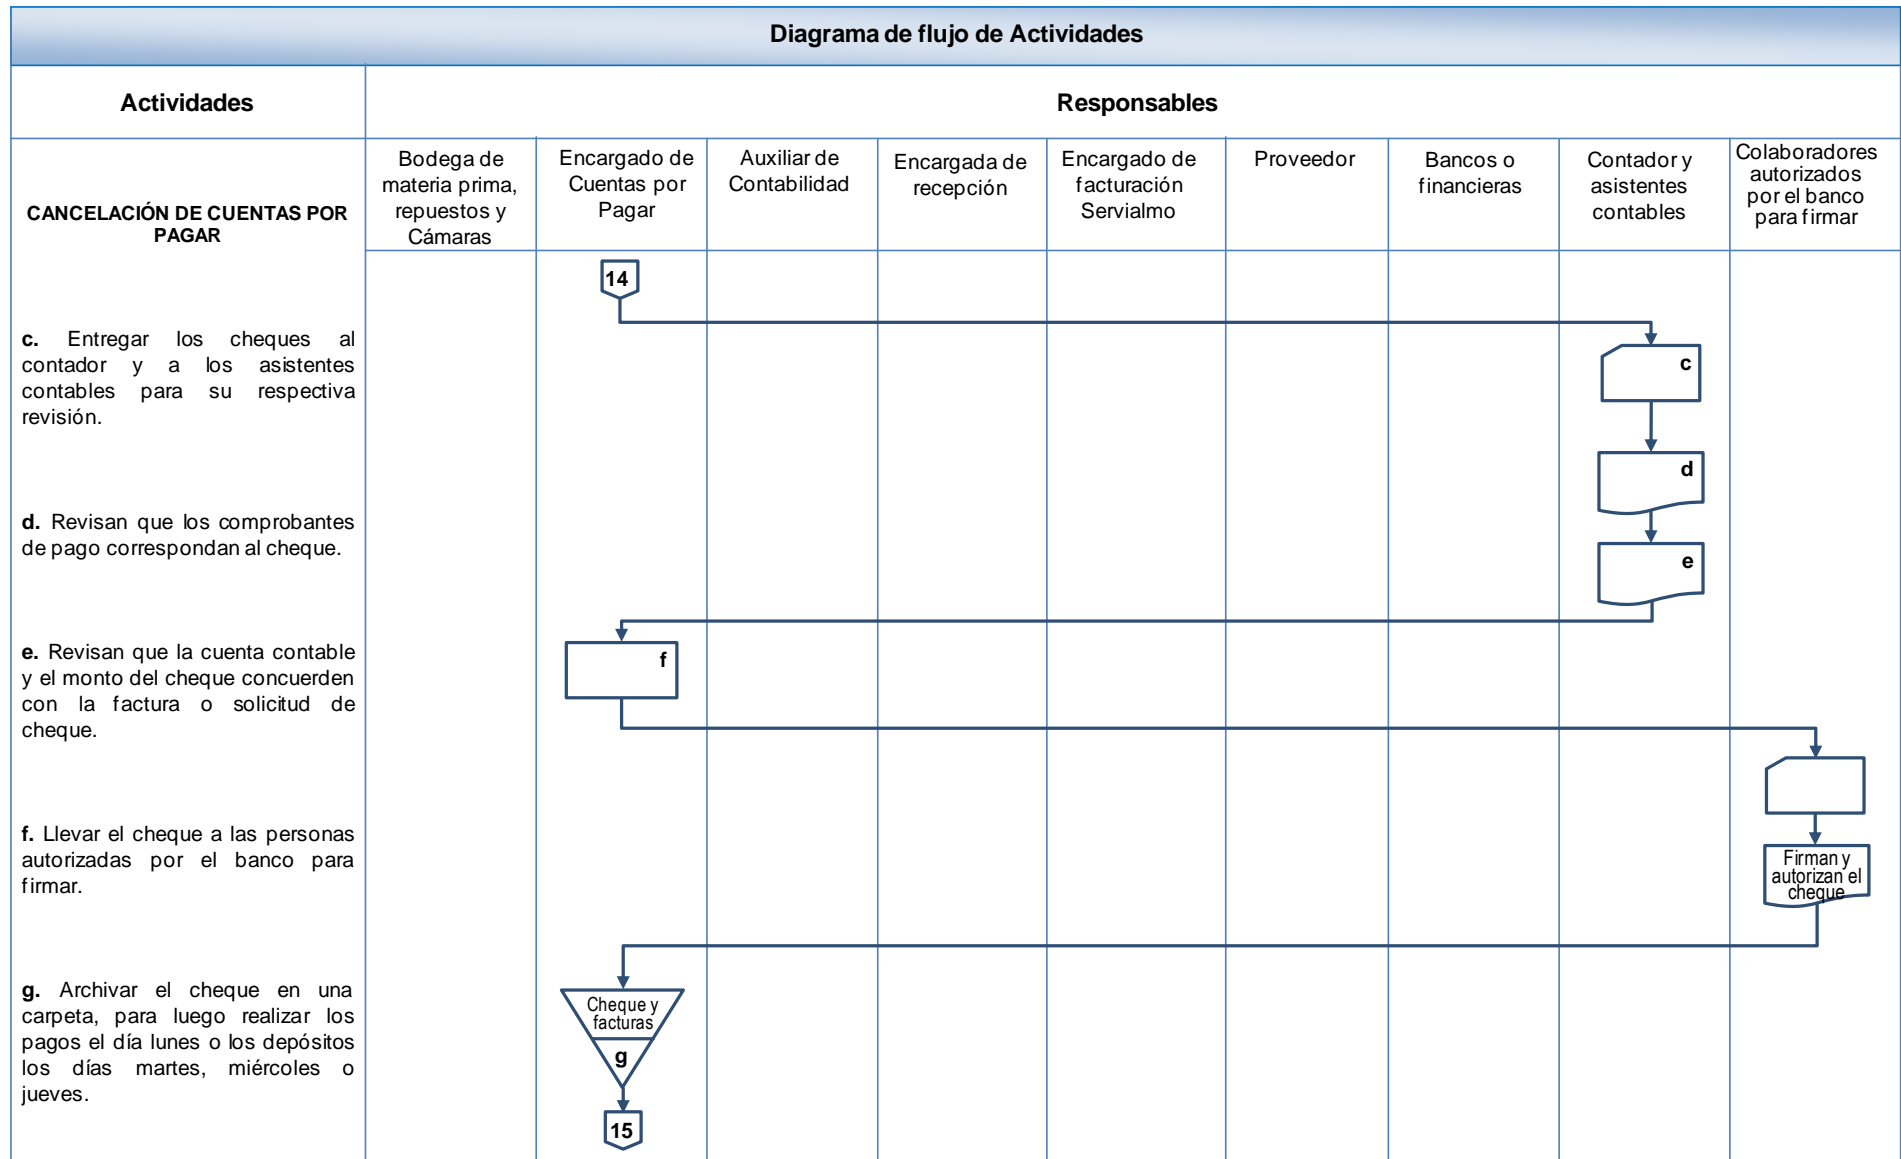 Diagrama de flujo de Actividades
Actividades
Responsables
CANCELACIÓN DE CUENTAS POR
PAGAR
Bodega de
materia prima,
repuestos y
Cámaras
Encargado de
Cuentas por
Pagar
Auxiliar de
Contabilidad
Encargada de
recepción
Encargado de
facturación
Servialmo
Proveedor
Bancos o
financieras
Contador y
asistentes
contables
Colaboradores
autorizados
por el banco
para firmar
14
c. Entregar los cheques al
contador y a los asistentes
contables para su respectiva
revisión.
c
d
d. Revisan que los comprobantes
de pago correspondan al cheque.
e
e. Revisan que la cuenta contable
y el monto del cheque concuerden
con la factura o solicitud de
cheque.
f
f. Llevar el cheque a las personas
autorizadas por el banco para
firmar.
Firman y
autorizan el
cheque
g. Archivar el cheque en una
carpeta, para luego realizar los
pagos el día lunes o los depósitos
los días martes, miércoles o
jueves.
Cheque y
facturas
g
15